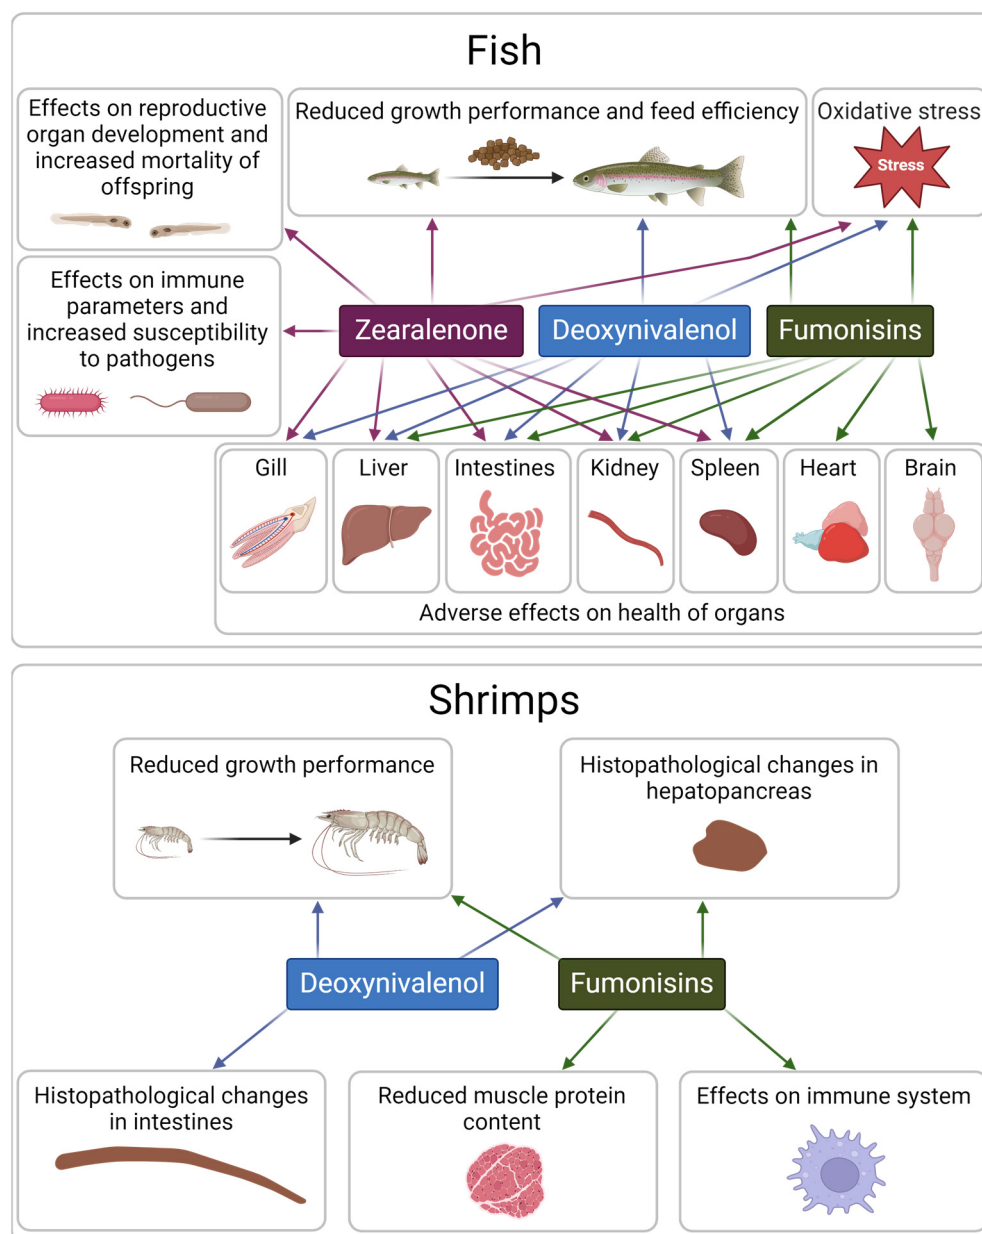 Fish
Effects on reproductive
organ development and
increased mortality of
offspring
Reduced growth performance and feed efficiency
Oxidative stress
Stress
Effects on immune
parameters and
increased susceptibility
to pathogens
Zearalenone
Deoxynivalenol
Fumonisins
Gill
Liver
Intestines
Kidney
Spleen
Heart
Brain
Adverse effects on health of organs
Shrimps
Reduced growth performance
Histopathological changes in
hepatopancreas
Deoxynivalenol
Fumonisins
Histopathological changes
in intestines
Reduced muscle protein
content
Effects on immune system